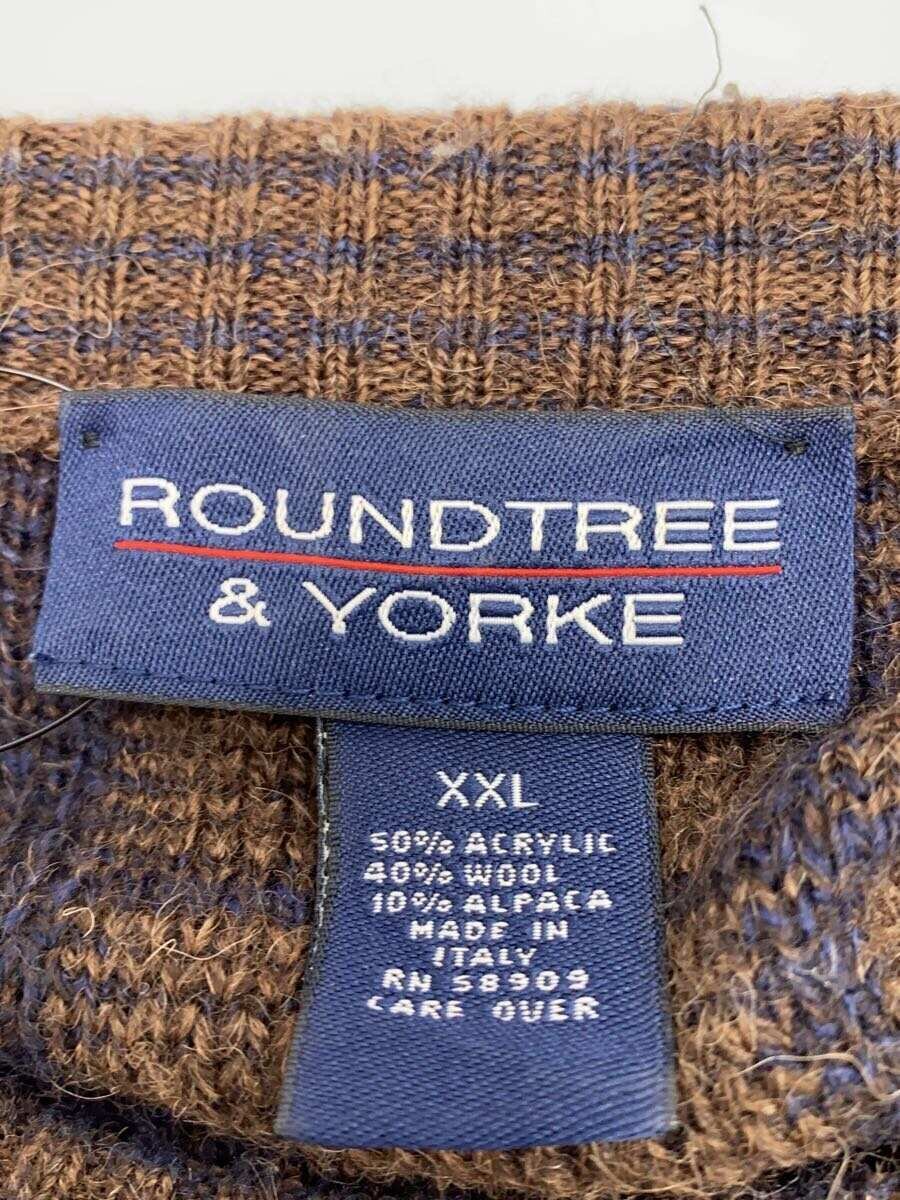 ROUNDTREE
& YORKE
XXL
50% ACRYLIC
40% WOOL
10% ALPACA
MADE IN
ITALY
RN 58909
CARE OVER